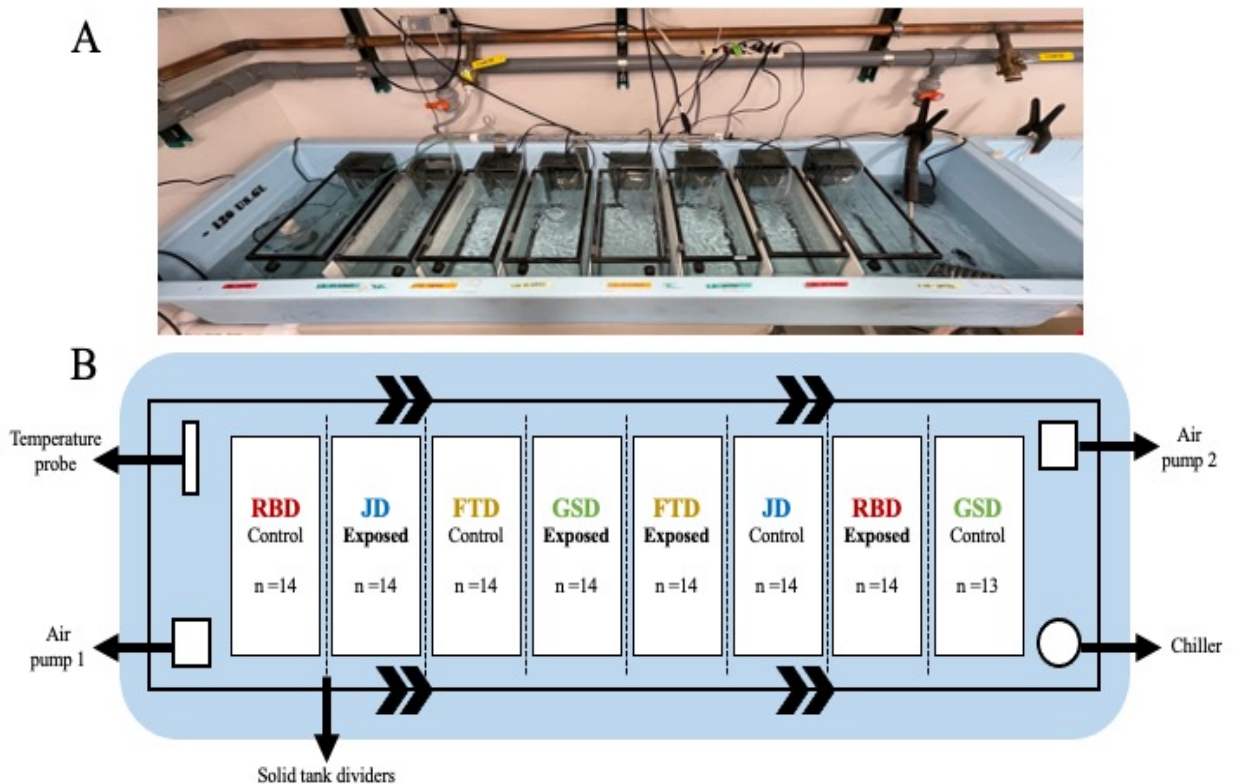 A
~ 120 US.GL
B
Temperature
probe
Air
pump 2
RBD
Control
n =14
JD
Exposed
n =14
FTD
Control
n =14
GSD
Exposed
n =14
FTD
Exposed
n =14
JD
Control
n =14
RBD
Exposed
n =14
GSD
Control
n =13
Air
pump 1
Chiller
Solid tank dividers